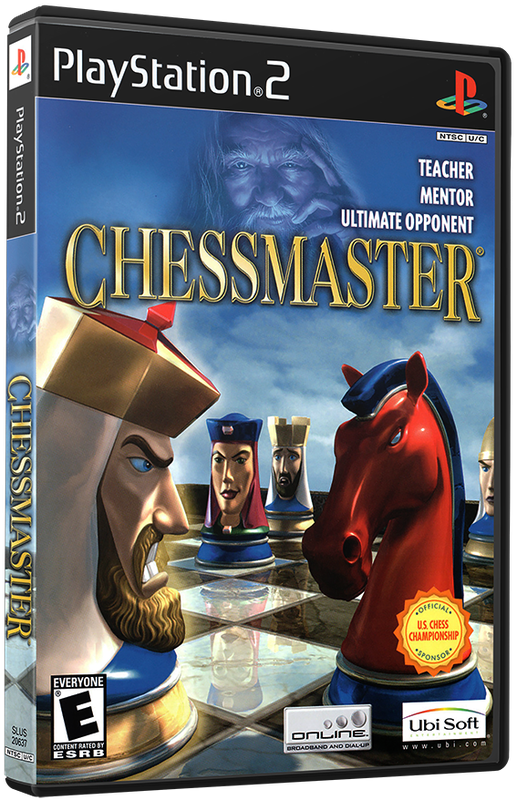 PlayStation®2
NTSC U/C
TEACHER
MENTOR
ULTIMATE OPPONENT
CHESSMASTER®
OFFICIAL
U.S. CHESS
CHAMPIONSHIP
SPONSOR
EVERYONE
E
CONTENT RATED BY
ESRB
ONLINE
BROADBAND AND DIAL-UP
Ubi Soft
www.ubi.com
PlayStation®2
CHESSMASTER
SLUS
20637
NTSC U/C